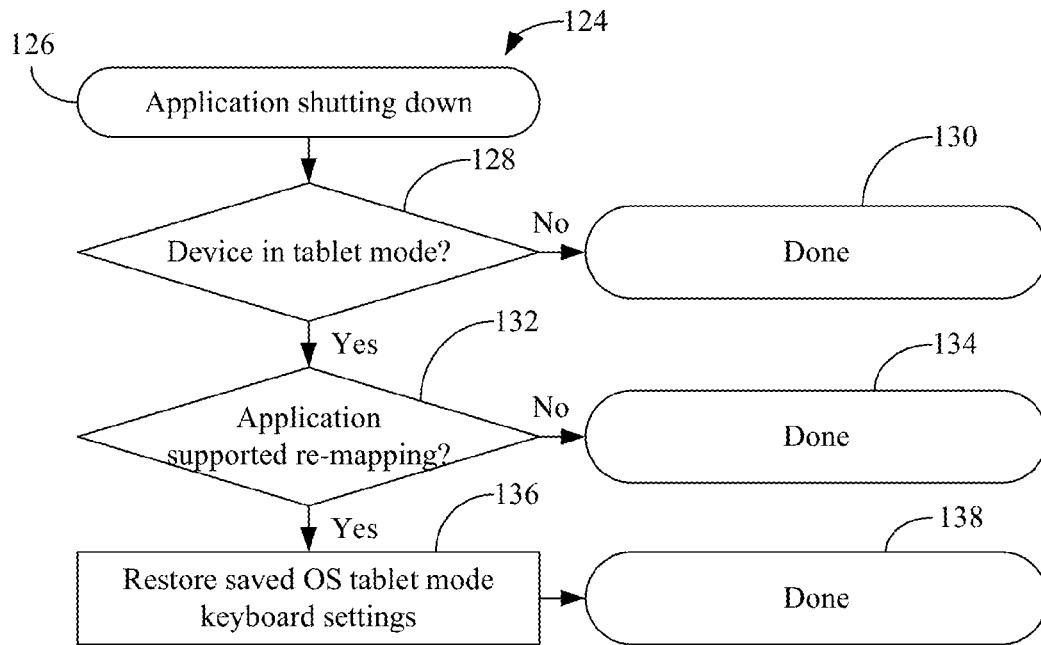 124
126
Application shutting down
128
130
Device in tablet mode?
No
Done
Yes
132
134
Application
supported re-mapping?
No
Done
Yes
136
138
Restore saved OS tablet mode
keyboard settings
Done